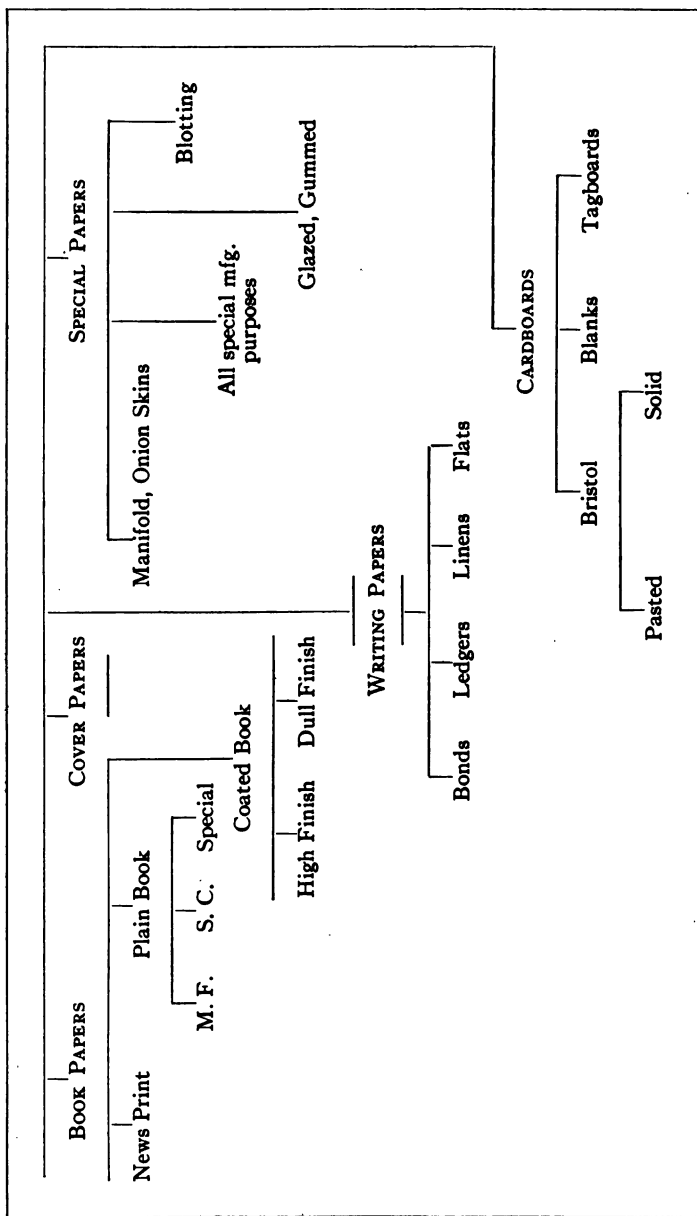 BOOK PAPERS
COVER PAPERS
SPECIAL PAPERS
News Print
Plain Book
M. F.
S. C.
Special
Coated Book
High Finish
Dull Finish
Manifold, Onion Skins
All special mfg.
purposes
Glazed, Gummed
Blotting
WRITING PAPERS
Bonds
Ledgers
Linens
Flats
CARDBOARDS
Bristol
Blanks
Tagboards
Pasted
Solid